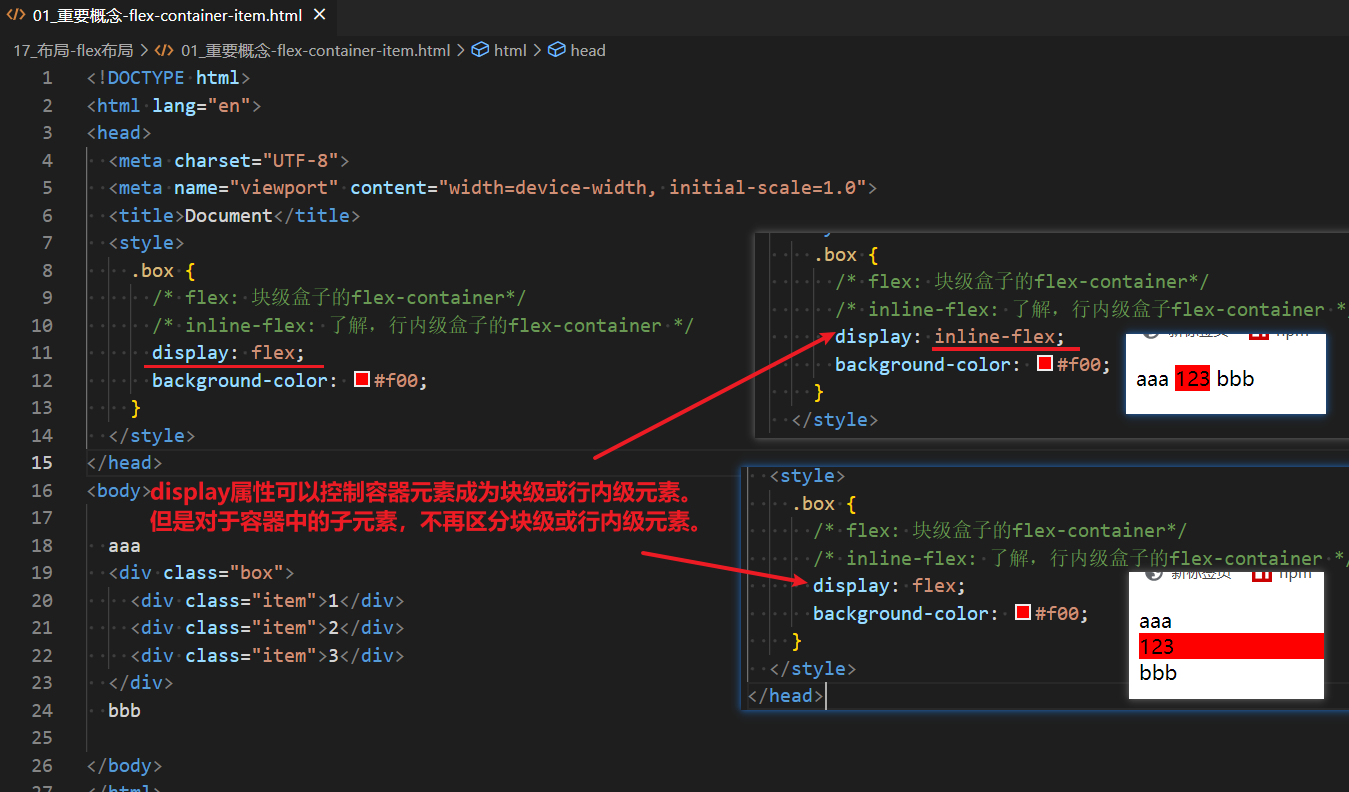 01_重要概念-flex-container-item.html
17_布局-flex布局 > 01_重要概念-flex-container-item.html > html > head
1 <!DOCTYPE html>
2 <html lang="en">
3 <head>
4 <meta charset="UTF-8">
5 <meta name="viewport" content="width=device-width, initial-scale=1.0">
6 <title>Document</title>
7 <style>
8 .box {
9 /* flex: 块级盒子的flex-container*/
10 /* inline-flex: 了解，行内级盒子的flex-container */
11 display: flex;
12 background-color: #f00;
13 }
14 </style>
15 </head>
16 <body>
17
18 aaa
19 <div class="box">
20 <div class="item">1</div>
21 <div class="item">2</div>
22 <div class="item">3</div>
23 </div>
24 bbb
25
26 </body>
27 </html>
display属性可以控制容器元素成为块级或行内级元素。
但是对于容器中的子元素，不再区分块级或行内级元素。
.box {
/* flex: 块级盒子的flex-container*/
/* inline-flex: 了解，行内级盒子flex-container *
display: inline-flex;
background-color: #f00;
}
</style>
aaa 123 bbb
<style>
.box {
/* flex: 块级盒子的flex-container*/
/* inline-flex: 了解，行内级盒子的flex-container */
display: flex;
background-color: #f00;
}
</style>
</head>
新标签页 npm
aaa
123
bbb